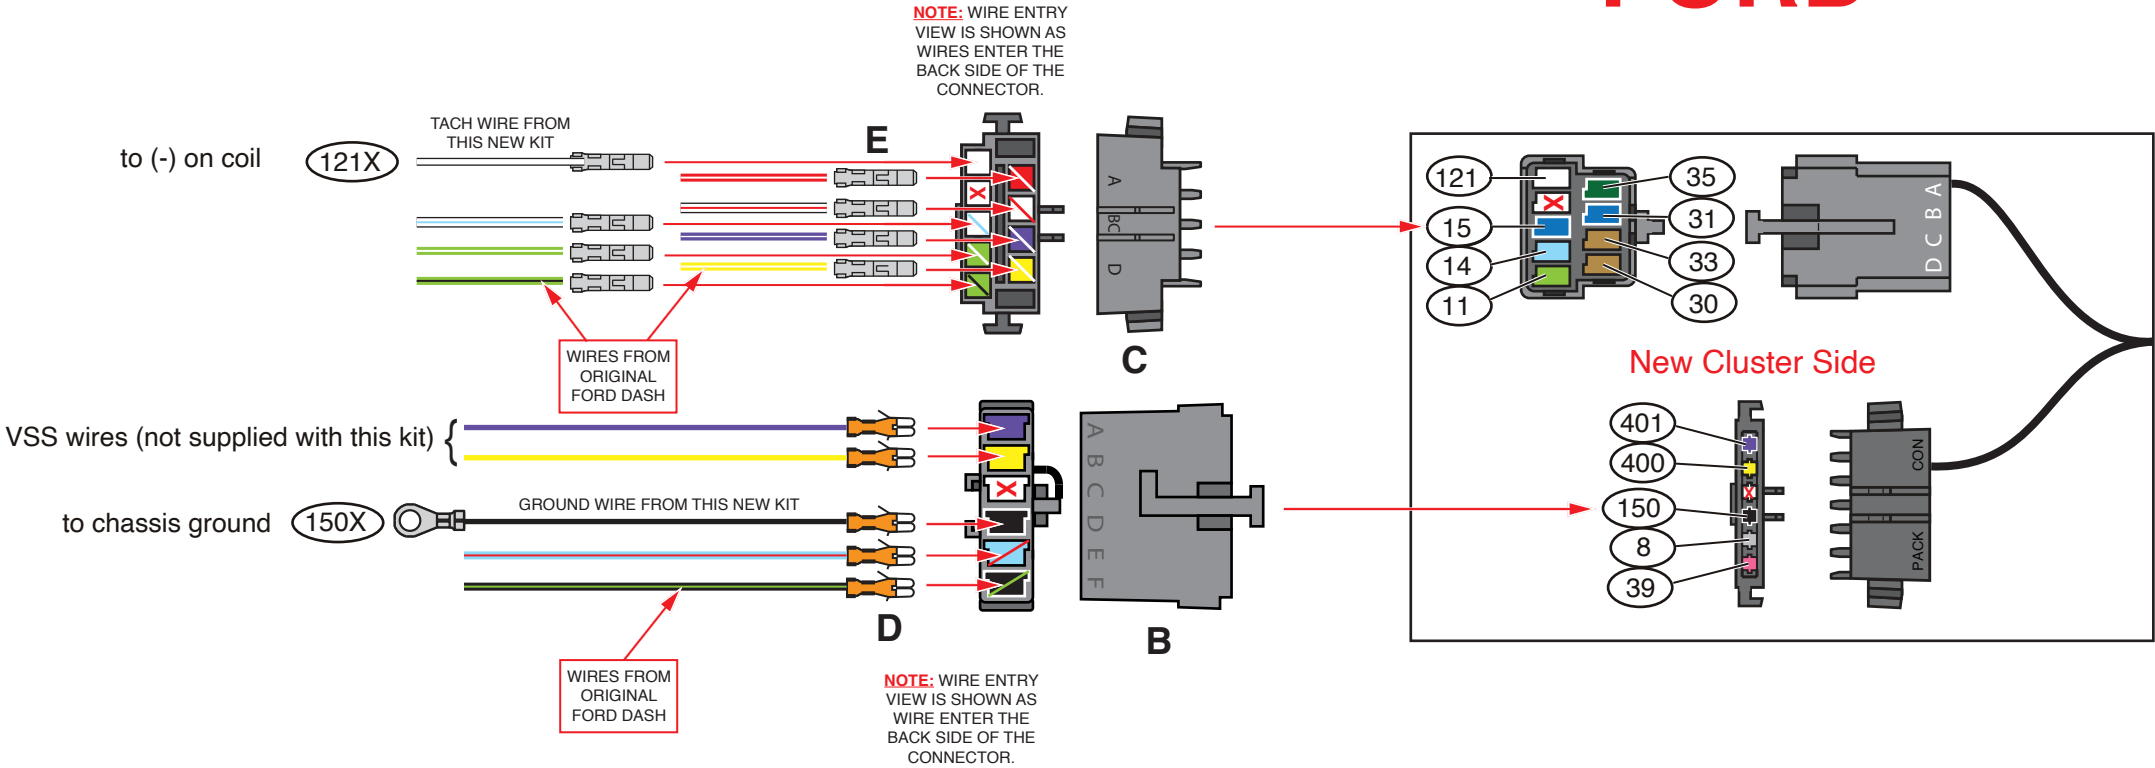 FORD
NOTE: WIRE ENTRY
VIEW IS SHOWN AS
WIRES ENTER THE
BACK SIDE OF THE
CONNECTOR.
TACH WIRE FROM
THIS NEW KIT
to (-) on coil
121X
E
A
BC
D
C
WIRES FROM
ORIGINAL
FORD DASH
121
15
14
11
35
31
33
30
D C B A
New Cluster Side
VSS wires (not supplied with this kit)
GROUND WIRE FROM THIS NEW KIT
to chassis ground
150X
X
X
A B C D E F
D
B
WIRES FROM
ORIGINAL
FORD DASH
NOTE: WIRE ENTRY
VIEW IS SHOWN AS
WIRE ENTER THE
BACK SIDE OF THE
CONNECTOR.
401
400
150
8
39
X
X
PACK CON